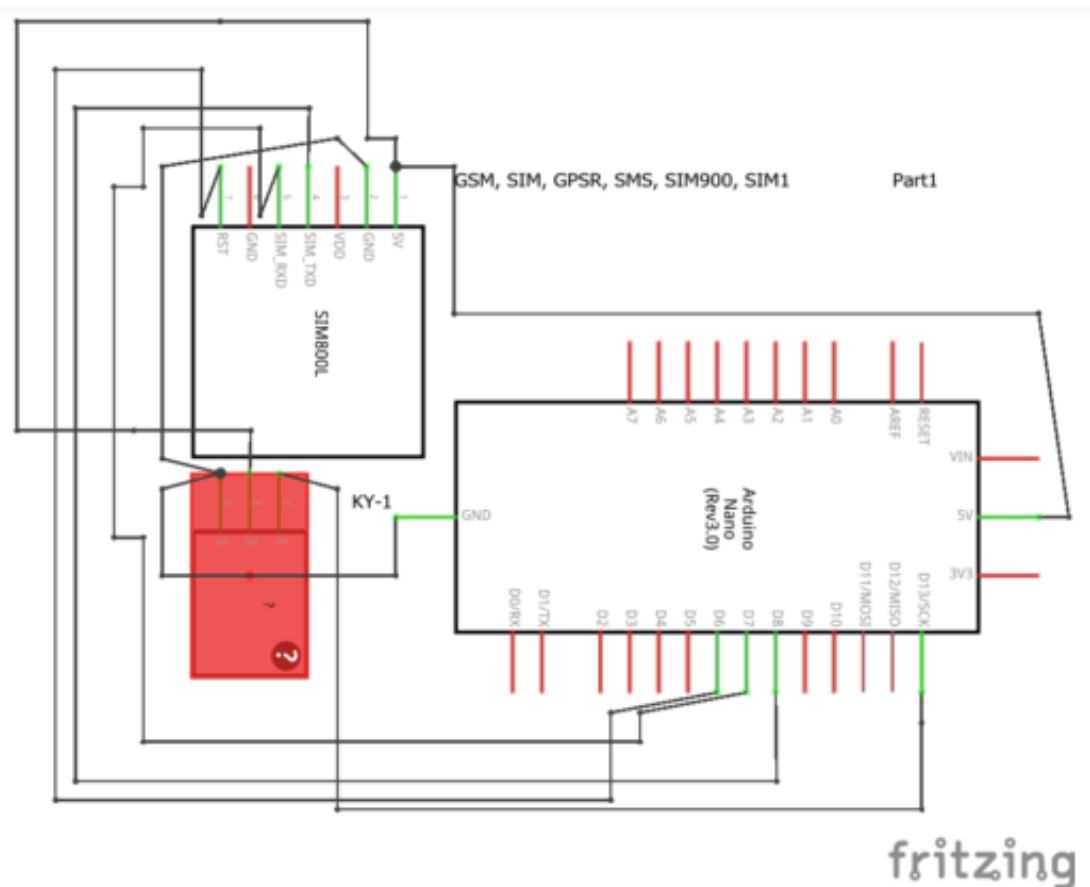 GSM, SIM, GPSR, SMS, SIM900, SIM1
Part1
7
5
4
3
2
1
RST
GND
SIM_RXD
SIM_TXD
VDD
GND
5V
SIM800L
A7
A6
A5
A4
A3
A2
A1
A0
AREF
RESET
VIN
KY-1
GND
Arduino
Nano
(Rev3.0)
5V
3V3
D0/RX
D1/TX
D2
D3
D4
D5
D6
D7
D8
D9
D10
D11/MOSI
D12/MISO
D13/SCK
?
?
fritzing